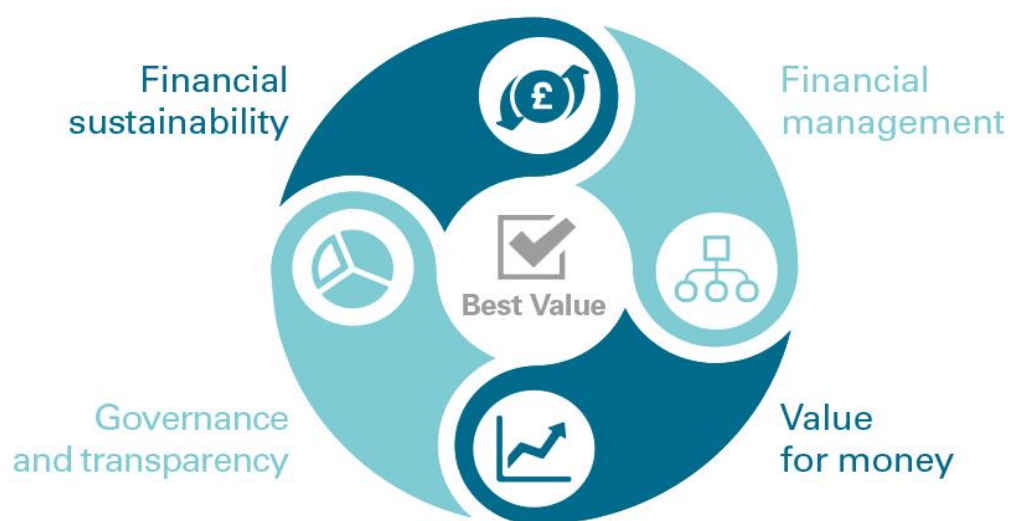 Financial
sustainability
Financial
management
£
Best Value
Governance
and transparency
Value
for money